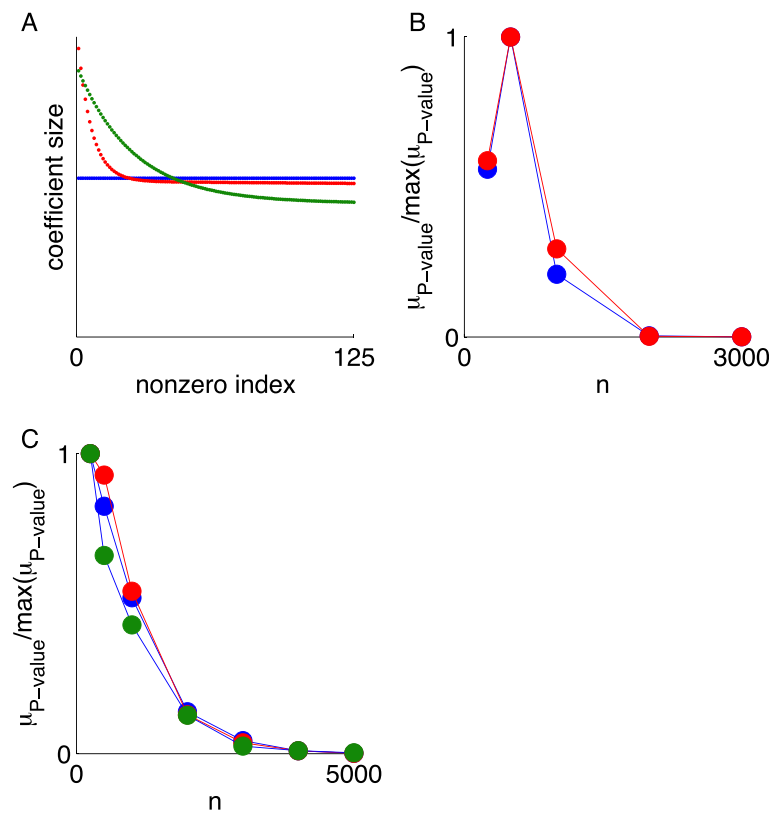 A
coefficient size
0
125
nonzero index
B
1
0
μP−value/max(μP−value)
0
3000
n
C
1
0
μP−value/max(μP−value)
0
5000
n